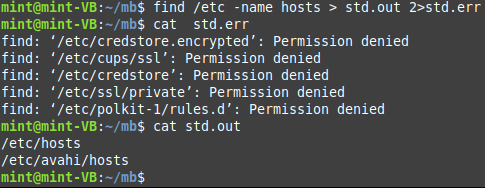 mint@mint-VB:~/mb$ find /etc -name hosts > std.out 2>std.err
mint@mint-VB:~/mb$ cat  std.err
find: ‘/etc/credstore.encrypted’: Permission denied
find: ‘/etc/cups/ssl’: Permission denied
find: ‘/etc/credstore’: Permission denied
find: ‘/etc/ssl/private’: Permission denied
find: ‘/etc/polkit-1/rules.d’: Permission denied
mint@mint-VB:~/mb$ cat std.out
/etc/hosts
/etc/avahi/hosts
mint@mint-VB:~/mb$